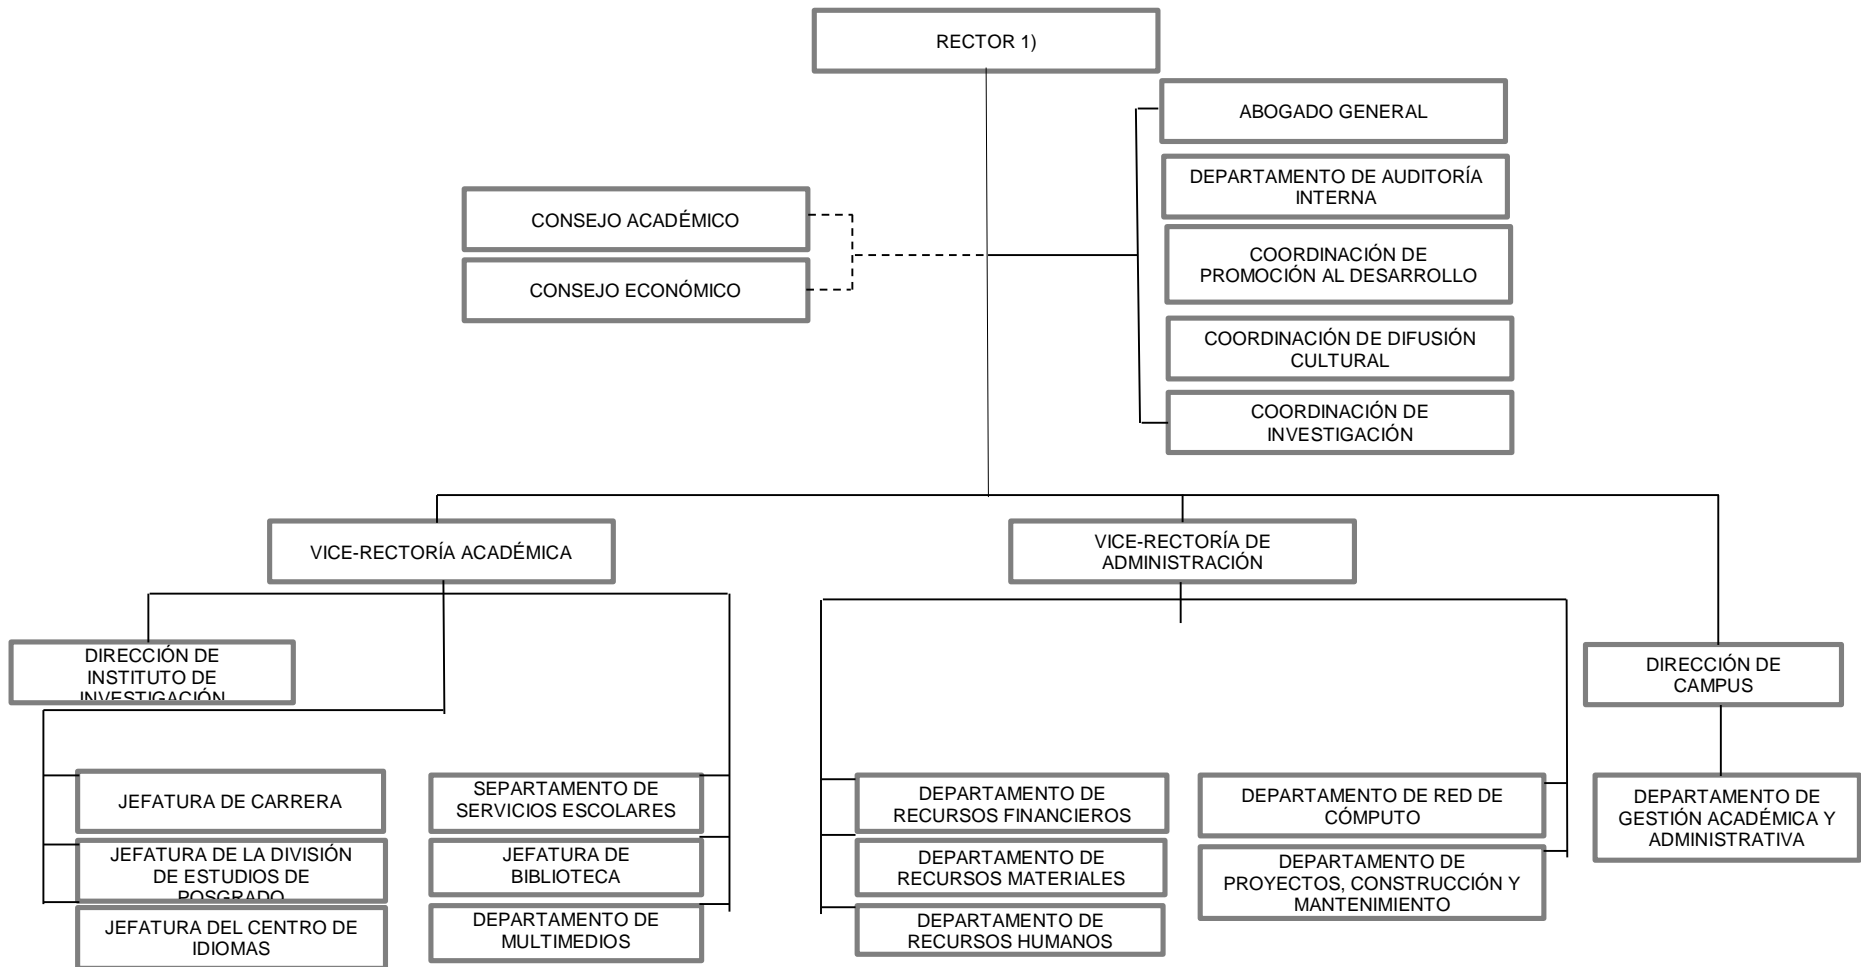 RECTOR 1)
ABOGADO GENERAL
DEPARTAMENTO DE AUDITORÍA
INTERNA
CONSEJO ACADÉMICO
COORDINACIÓN DE
PROMOCIÓN AL DESARROLLO
CONSEJO ECONÓMICO
COORDINACIÓN DE DIFUSIÓN
CULTURAL
COORDINACIÓN DE
INVESTIGACIÓN
VICE-RECTORÍA ACADÉMICA
VICE-RECTORÍA DE
ADMINISTRACIÓN
DIRECCIÓN DE
INSTITUTO DE
INVESTIGACIÓN
DIRECCIÓN DE
CAMPUS
JEFATURA DE CARRERA
SEPARTAMENTO DE
SERVICIOS ESCOLARES
DEPARTAMENTO DE
RECURSOS FINANCIEROS
DEPARTAMENTO DE RED DE
CÓMPUTO
DEPARTAMENTO DE
GESTIÓN ACADÉMICA Y
ADMINISTRATIVA
JEFATURA DE LA DIVISIÓN
DE ESTUDIOS DE
POSGRADO
JEFATURA DE
BIBLIOTECA
DEPARTAMENTO DE
RECURSOS MATERIALES
DEPARTAMENTO DE
PROYECTOS, CONSTRUCCIÓN Y
MANTENIMIENTO
JEFATURA DEL CENTRO DE
IDIOMAS
DEPARTAMENTO DE
MULTIMEDIOS
DEPARTAMENTO DE
RECURSOS HUMANOS